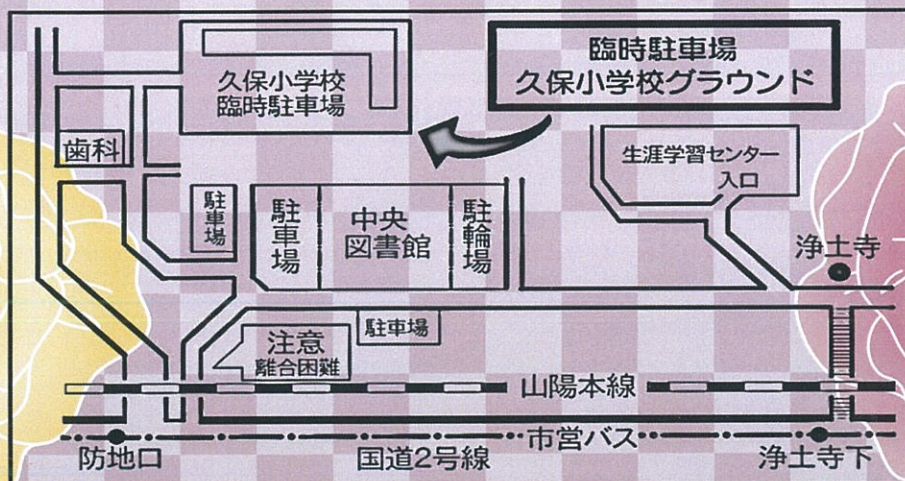 臨時駐車場
久保小学校グラウンド
久保小学校
臨時駐車場
歯科
生涯学習センター
入口
駐車場
駐車場
中央
図書館
駐輪場
浄土寺
駐車場
注意
離合困難
山陽本線
市営バス
防地口
国道2号線
浄土寺下